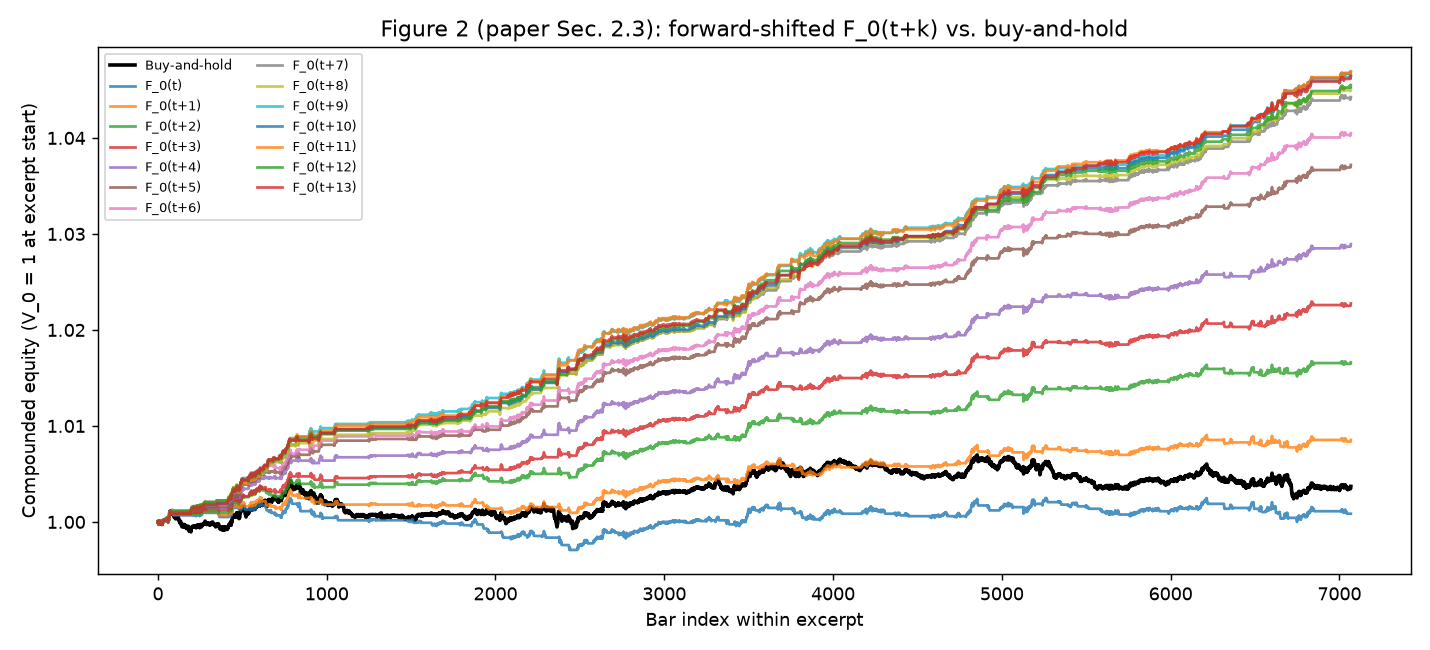 Figure 2 (paper Sec. 2.3): forward-shifted F_0(t+k) vs. buy-and-hold
Buy-and-hold
F_0(t)
F_0(t+1)
F_0(t+2)
F_0(t+3)
F_0(t+4)
F_0(t+5)
F_0(t+6)
F_0(t+7)
F_0(t+8)
F_0(t+9)
F_0(t+10)
F_0(t+11)
F_0(t+12)
F_0(t+13)
Compounded equity (V_0 = 1 at excerpt start)
1.04
1.03
1.02
1.01
1.00
0 1000 2000 3000 4000 5000 6000 7000
Bar index within excerpt